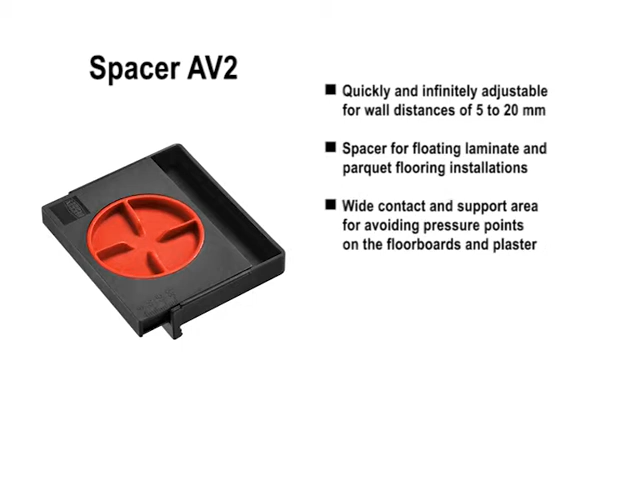 Spacer AV2
■ Quickly and infinitely adjustable
for wall distances of 5 to 20 mm
■ Spacer for floating laminate and
parquet flooring installations
■ Wide contact and support area
for avoiding pressure points
on the floorboards and plaster